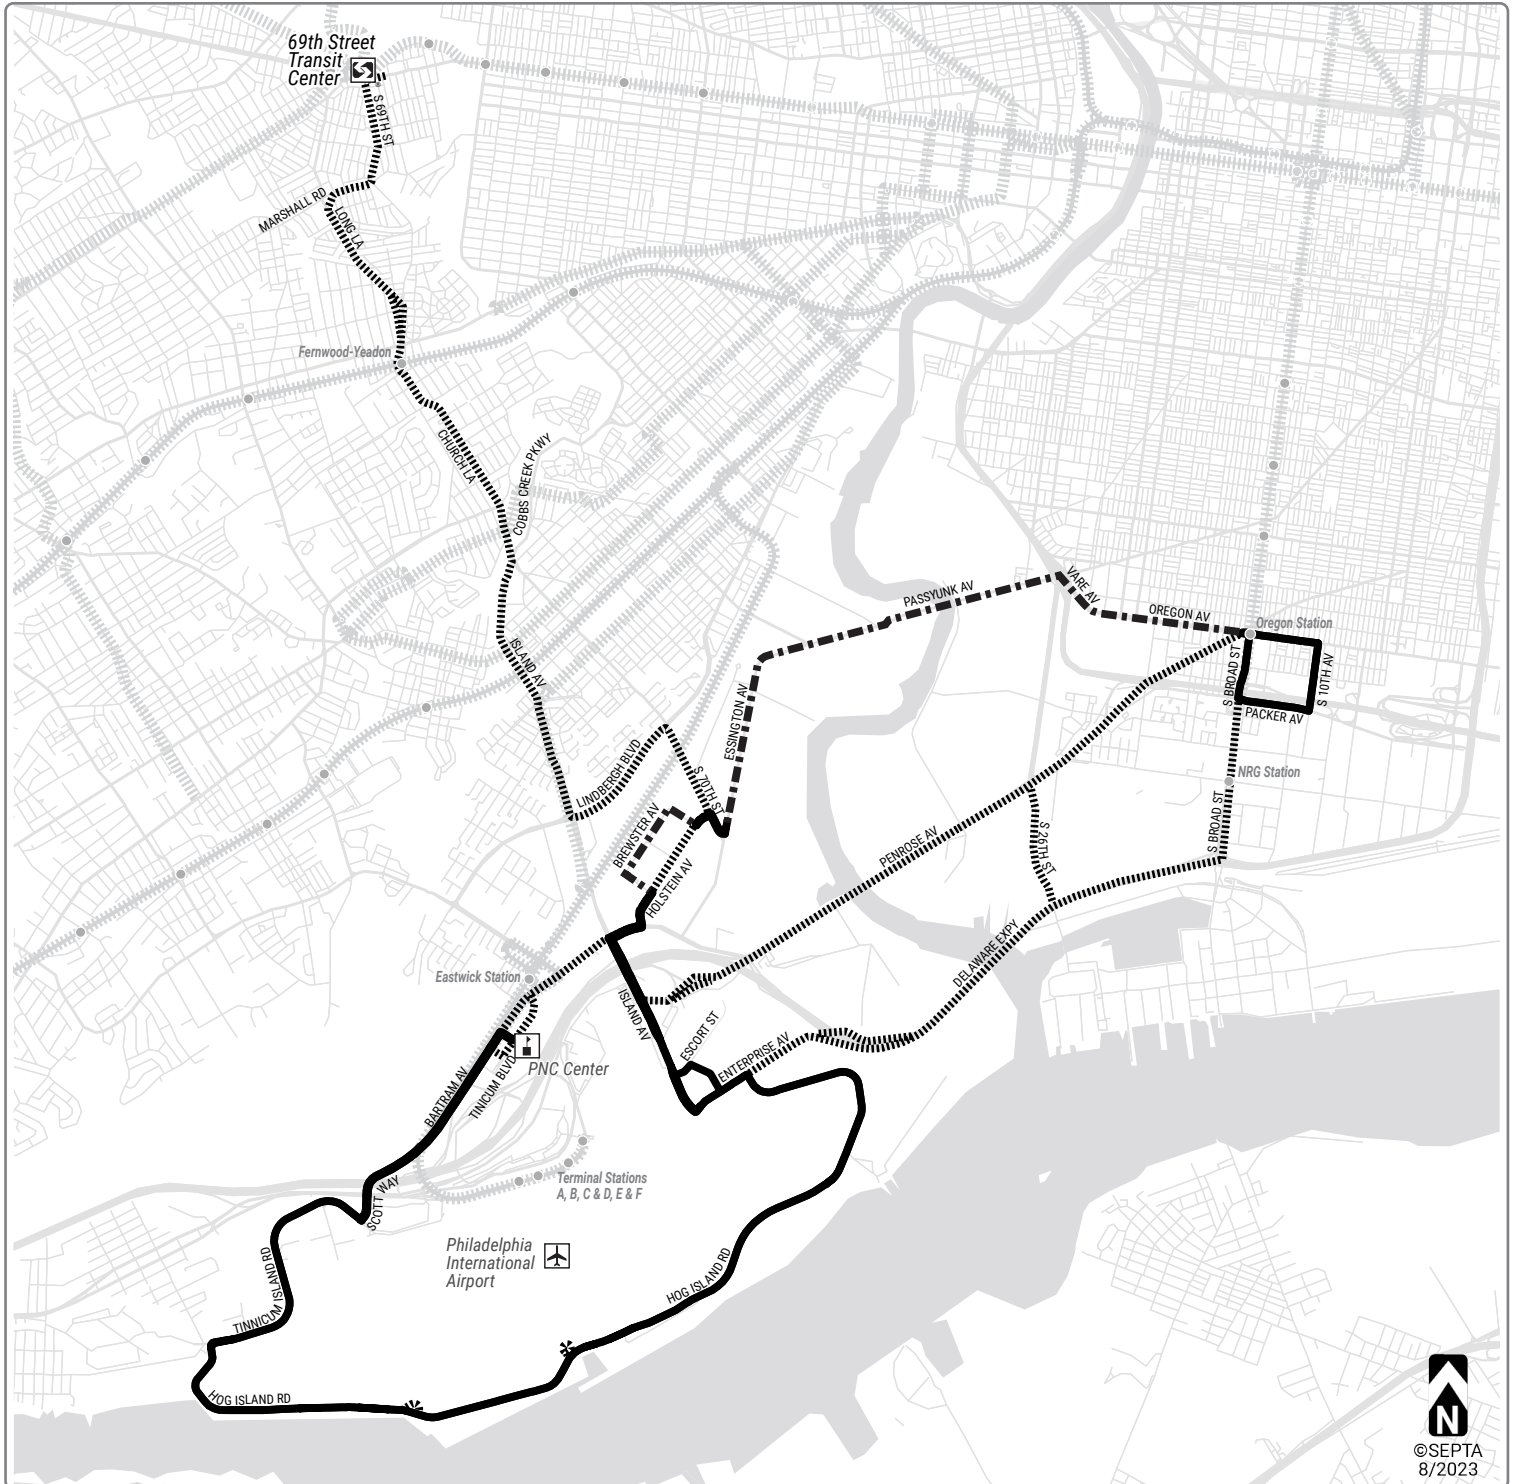 69th Street
Transit
Center
S 69TH ST
MARSHALL RD
LONG LA
Fernwood-Yeadon
CHURCH LA
COBBS CREEK PKWY
ISLAND AV
PASSYUNK AV
VARE AV
OREGON AV
Oregon Station
S BROAD ST
S 10TH AV
PACKER AV
ESSINGTON AV
LINDBERGH BLVD
S 70TH ST
NRG Station
BREWSTER AV
S BROAD ST
PENROSE AV
S 26TH ST
HOLSTEIN AV
DELAWARE EXPY
Eastwick Station
ISLAND AV
ESCORT ST
ENTERPRISE AV
PNC Center
BARTRAM AV
TINICUM BLVD
Terminal Stations
A, B, C & D, E & F
SCOTT WAY
Philadelphia
International
Airport
TINNICUM ISLAND RD
HOG ISLAND RD
HOG ISLAND RD
N
©SEPTA
8/2023